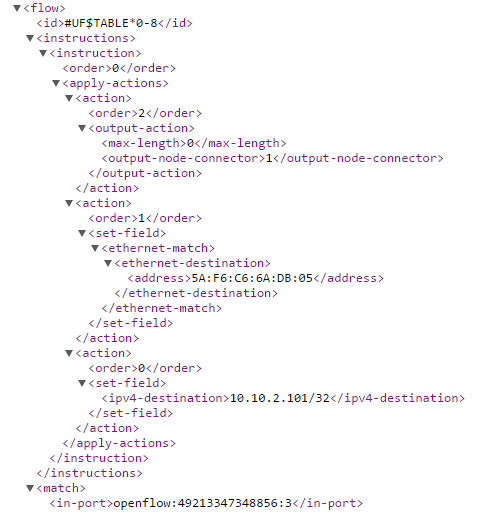 <flow>
<id>#UF$TABLE*0-8</id>
<instructions>
<instruction>
<order>0</order>
<apply-actions>
<action>
<order>2</order>
<output-action>
<max-length>0</max-length>
<output-node-connector>1</output-node-connector>
</output-action>
</action>
<action>
<order>1</order>
<set-field>
<ethernet-match>
<ethernet-destination>
<address>5A:F6:C6:6A:DB:05</address>
</ethernet-destination>
</ethernet-match>
</set-field>
</action>
<action>
<order>0</order>
<set-field>
<ipv4-destination>10.10.2.101/32</ipv4-destination>
</set-field>
</action>
</apply-actions>
</instruction>
</instructions>
<match>
<in-port>openflow:49213347348856:3</in-port>